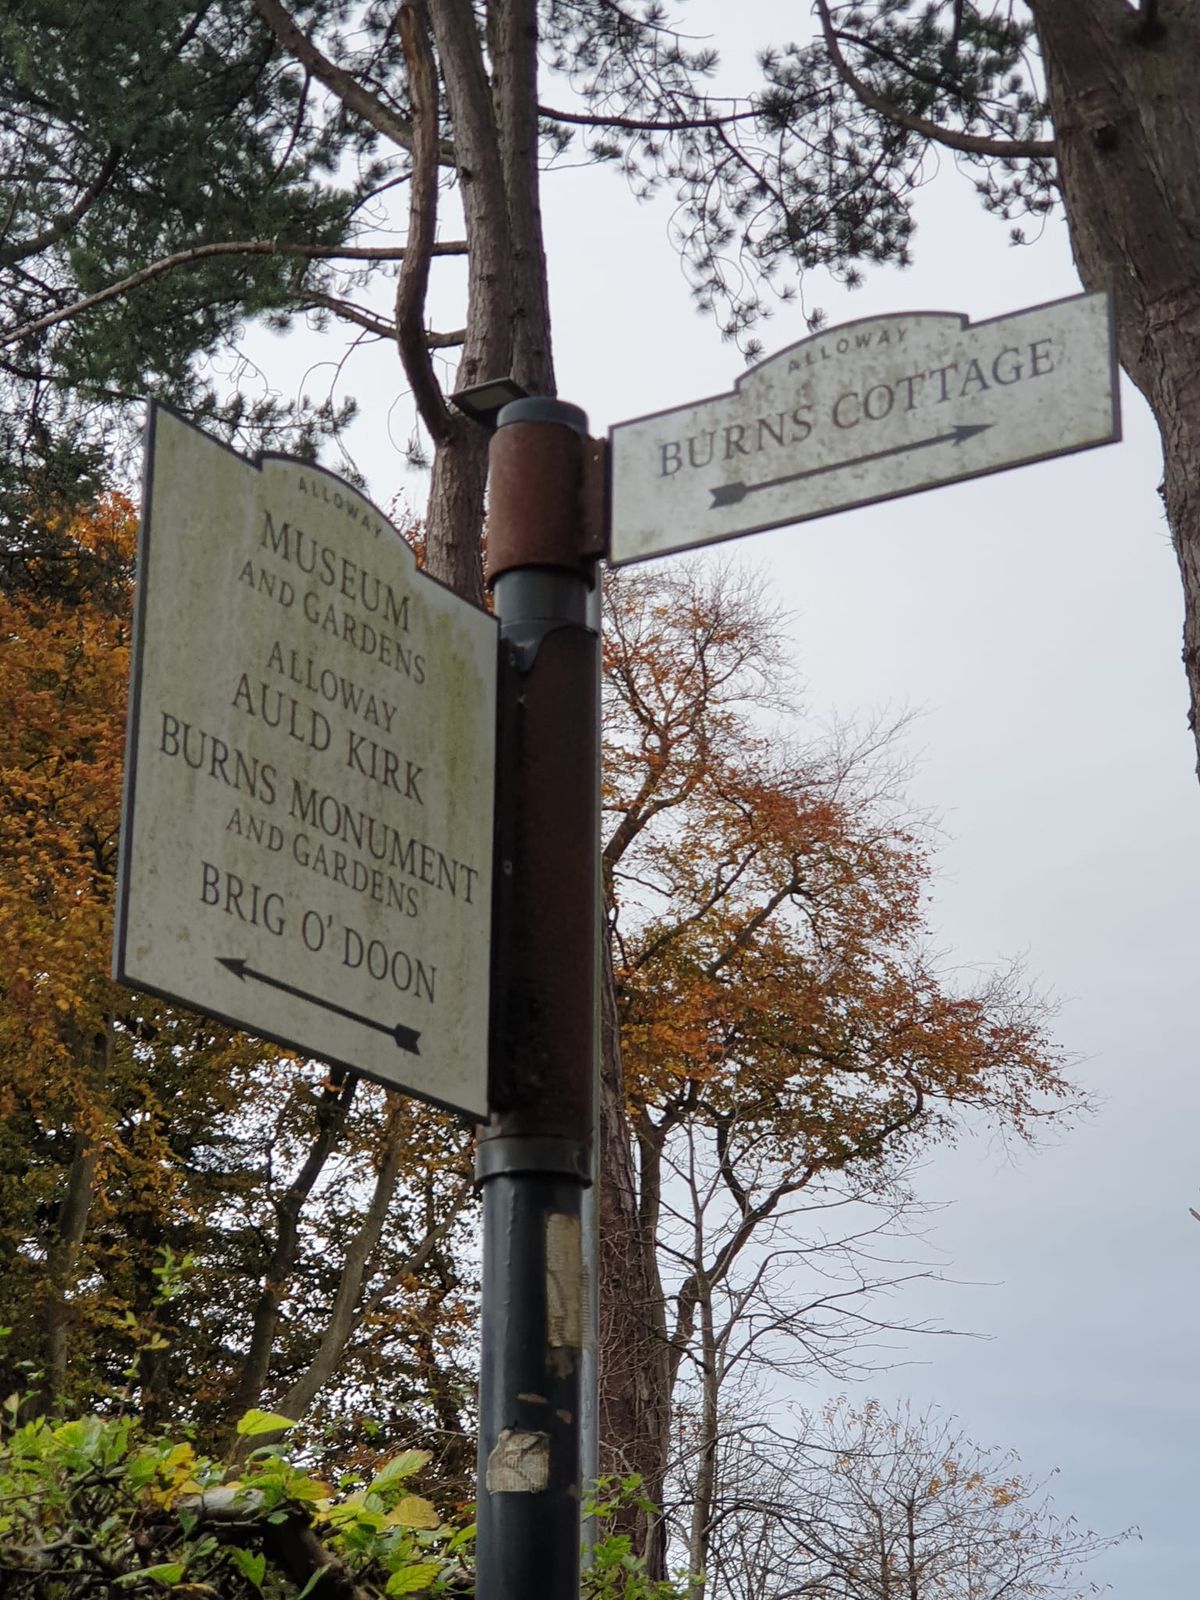 ALLOWAY
MUSEUM
AND GARDENS
ALLOWAY
AULD KIRK
BURNS MONUMENT
AND GARDENS
BRIG O' DOON
ALLOWAY
BURNS COTTAGE